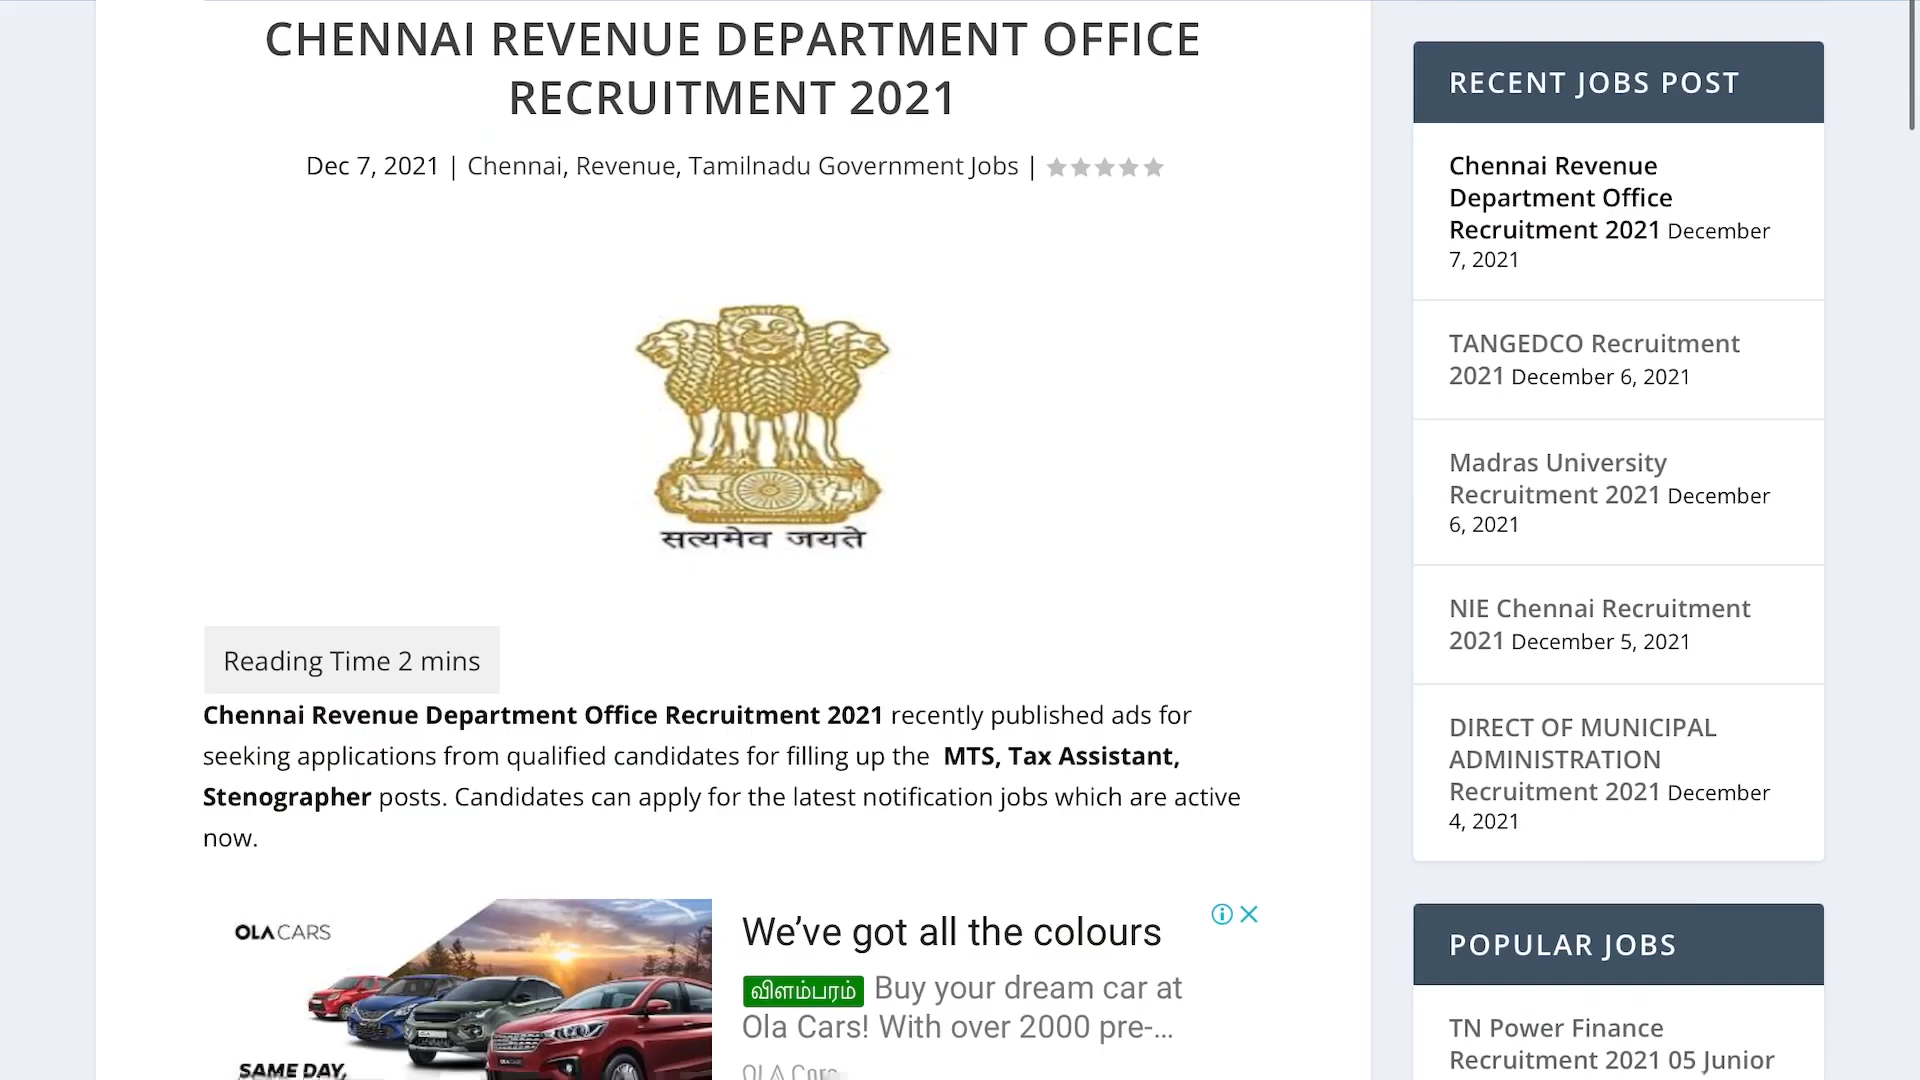 CHENNAI REVENUE DEPARTMENT OFFICE
RECRUITMENT 2021
Dec 7, 2021 | Chennai, Revenue, Tamilnadu Government Jobs |
सत्यमेव जयते
Reading Time 2 mins
Chennai Revenue Department Office Recruitment 2021 recently published ads for
seeking applications from qualified candidates for filling up the MTS, Tax Assistant,
Stenographer posts. Candidates can apply for the latest notification jobs which are active
now.
OLA CARS
SAME DAY,
We've got all the colours
விளம்பரம் Buy your dream car at
Ola Cars! With over 2000 pre-...
OLA Cars
RECENT JOBS POST
Chennai Revenue
Department Office
Recruitment 2021 December
7, 2021
TANGEDCO Recruitment
2021 December 6, 2021
Madras University
Recruitment 2021 December
6, 2021
NIE Chennai Recruitment
2021 December 5, 2021
DIRECT OF MUNICIPAL
ADMINISTRATION
Recruitment 2021 December
4, 2021
POPULAR JOBS
TN Power Finance
Recruitment 2021 05 Junior